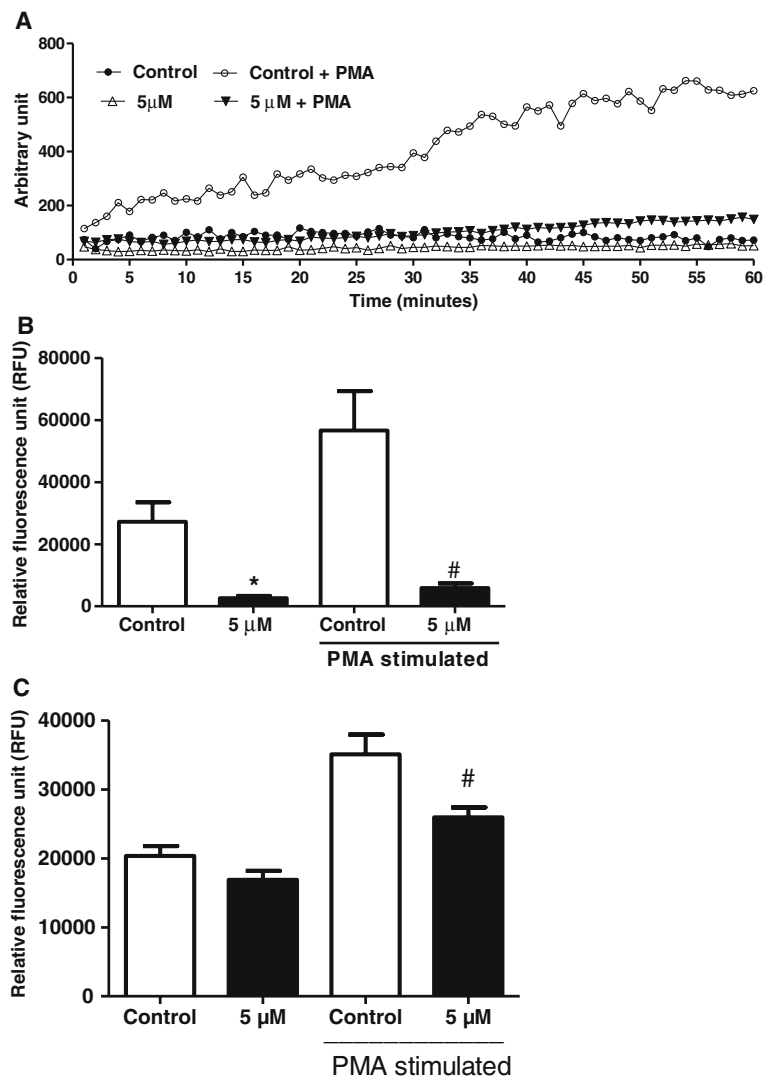 A
800
600
400
200
0
Arbitrary unit
Control
Control + PMA
5μM
5 μM + PMA
0 5 10 15 20 25 30 35 40 45 50 55 60
Time (minutes)
B
80000
60000
40000
20000
0
Relative fluorescence unit (RFU)
*
#
Control 5 μM Control 5 μM
PMA stimulated
C
40000
30000
20000
10000
0
Relative fluorescence unit (RFU)
#
Control 5 μM Control 5 μM
PMA stimulated